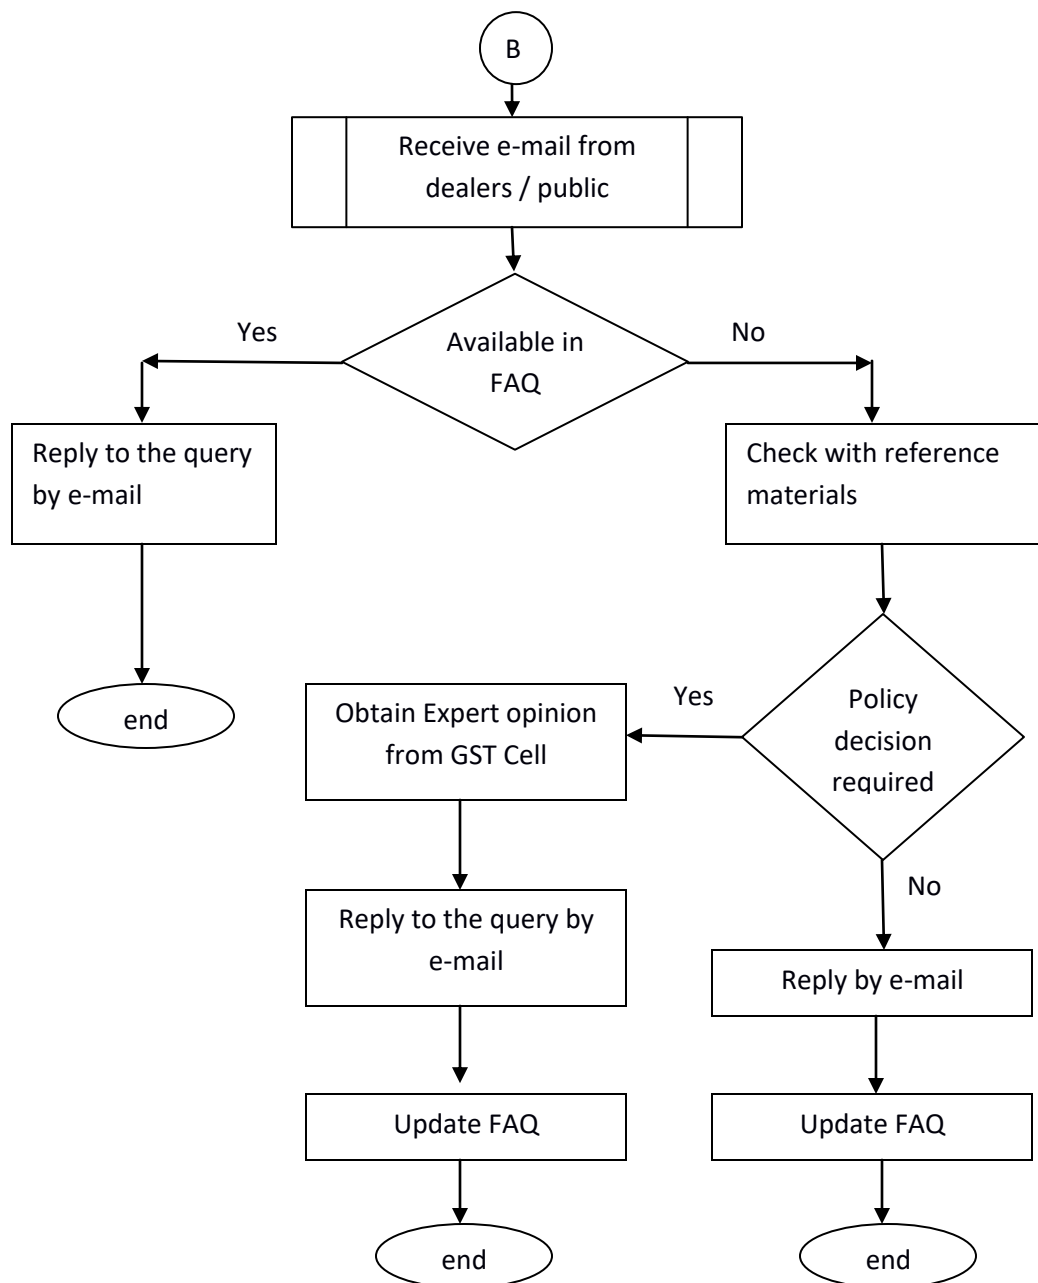 B
Receive e-mail from
dealers / public
Yes
Available in
FAQ
No
Reply to the query
by e-mail
Check with reference
materials
end
Obtain Expert opinion
from GST Cell
Yes
Policy
decision
required
No
Reply to the query by
e-mail
Reply by e-mail
Update FAQ
Update FAQ
end
end